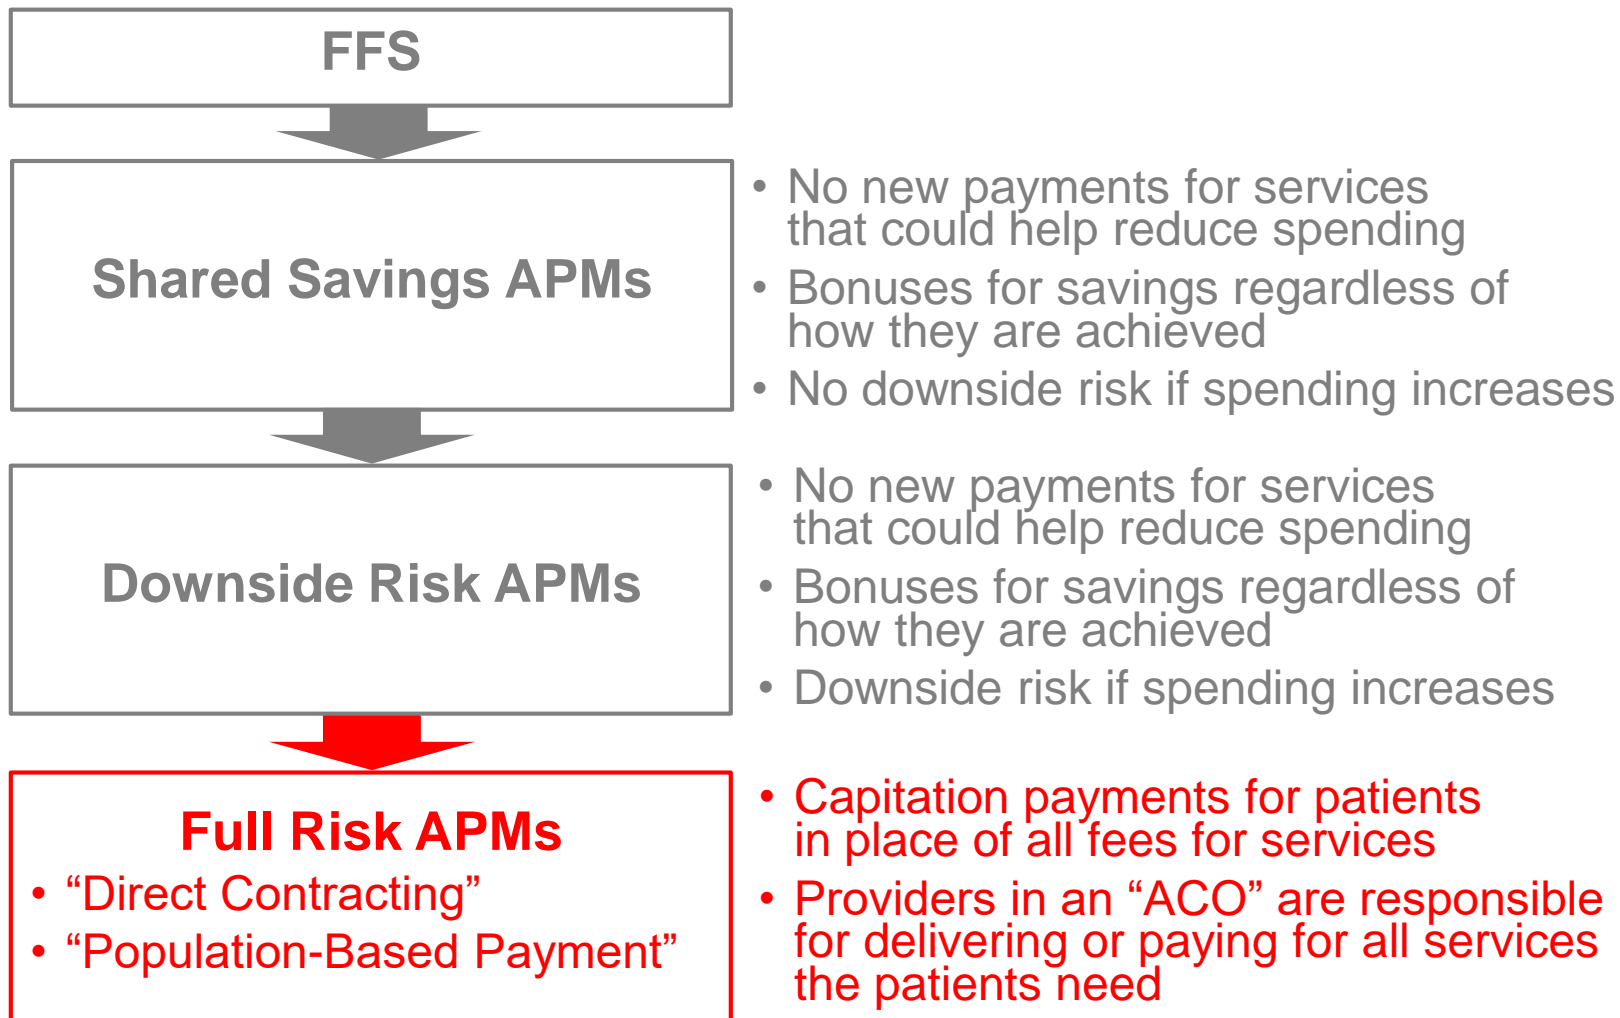 FFS
Shared Savings APMs
• No new payments for services
that could help reduce spending
• Bonuses for savings regardless of
how they are achieved
• No downside risk if spending increases
Downside Risk APMs
• No new payments for services
that could help reduce spending
• Bonuses for savings regardless of
how they are achieved
• Downside risk if spending increases
Full Risk APMs
• “Direct Contracting”
• “Population-Based Payment”
• Capitation payments for patients
in place of all fees for services
• Providers in an “ACO” are responsible
for delivering or paying for all services
the patients need